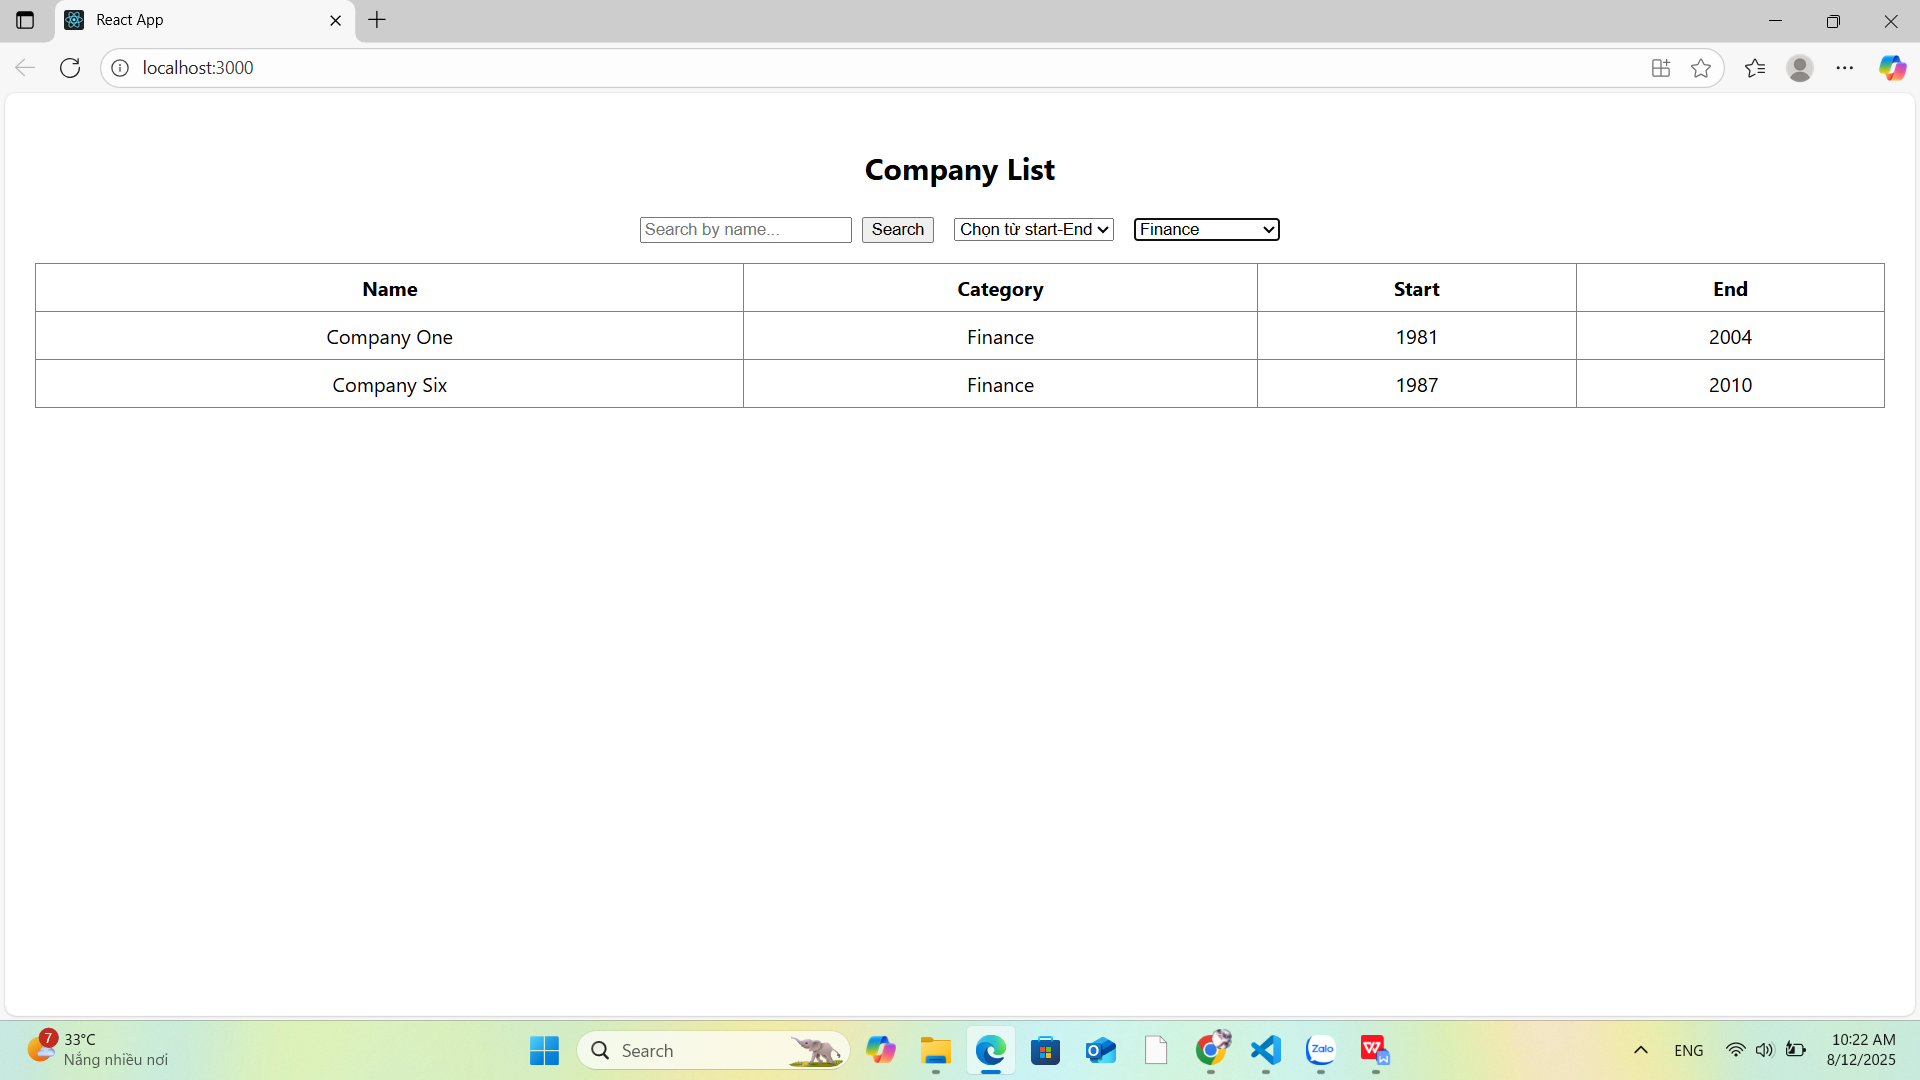 React App
localhost:3000
Company List
Search by name... Search Chọn từ start-End Finance
Name Category Start End
Company One Finance 1981 2004
Company Six Finance 1987 2010
7 33°C
Nắng nhiều nơi
Search
Zalo
ENG
10:22 AM
8/12/2025